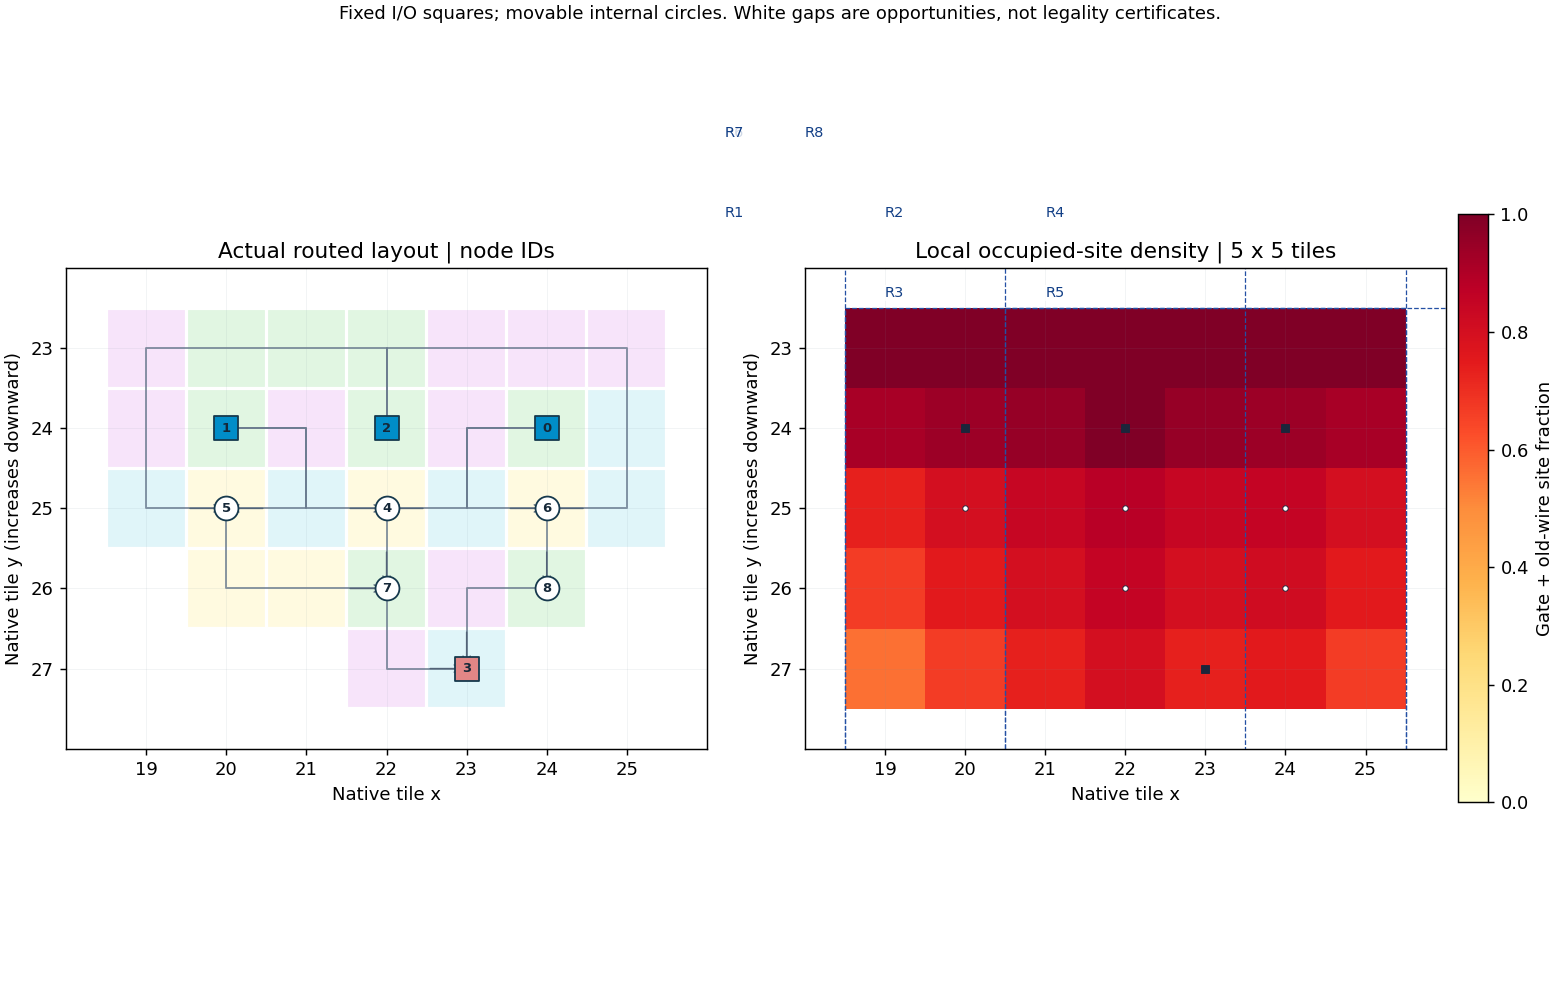 Fixed I/O squares; movable internal circles. White gaps are opportunities, not legality certificates.
R7 R8
R1 R2 R4
Actual routed layout | node IDs
Native tile y (increases downward)
23
24
25
26
27
1 2 0
5 4 6
7 8
3
19 20 21 22 23 24 25
Native tile x
Local occupied-site density | 5 x 5 tiles
R3 R5
Native tile y (increases downward)
23
24
25
26
27
19 20 21 22 23 24 25
Native tile x
1.0
0.8
0.6
0.4
0.2
0.0
Gate + old-wire site fraction